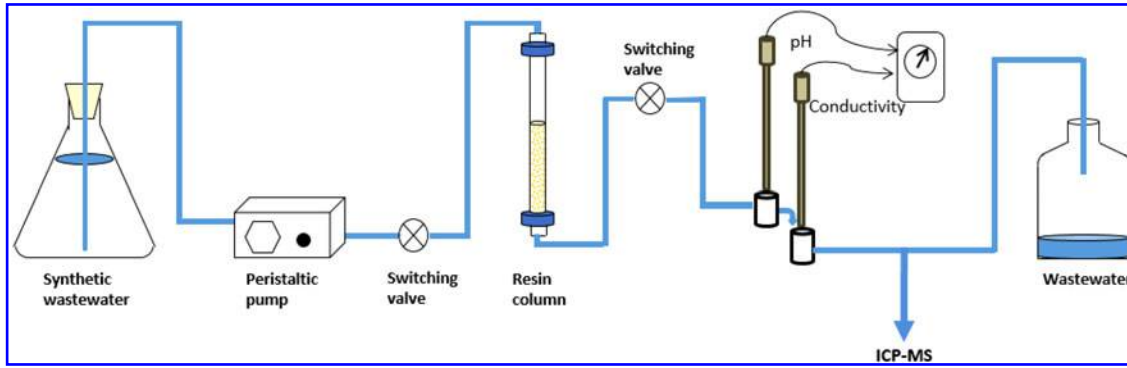 Synthetic
wastewater
Peristaltic
pump
Switching
valve
Resin
column
Switching
valve
pH
Conductivity
ICP-MS
Wastewater